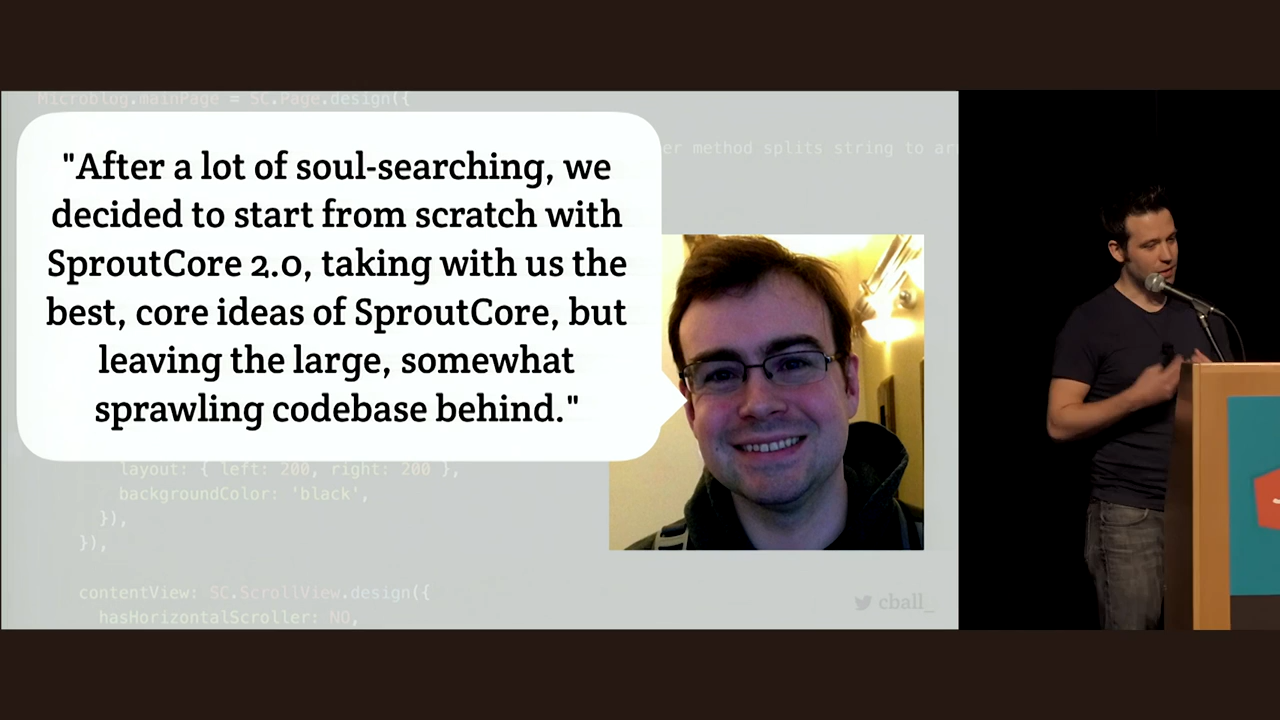 Microblog.mainPage = SC.Page.design({
er method splits string to ar
"After a lot of soul-searching, we
decided to start from scratch with
SproutCore 2.0, taking with us the
best, core ideas of SproutCore, but
leaving the large, somewhat
sprawling codebase behind."
layout: { left: 200, right: 200 },
backgroundColor: 'black',
}),
}),
contentView: SC.ScrollView.design({
hasHorizontalScroller: NO,
cball_